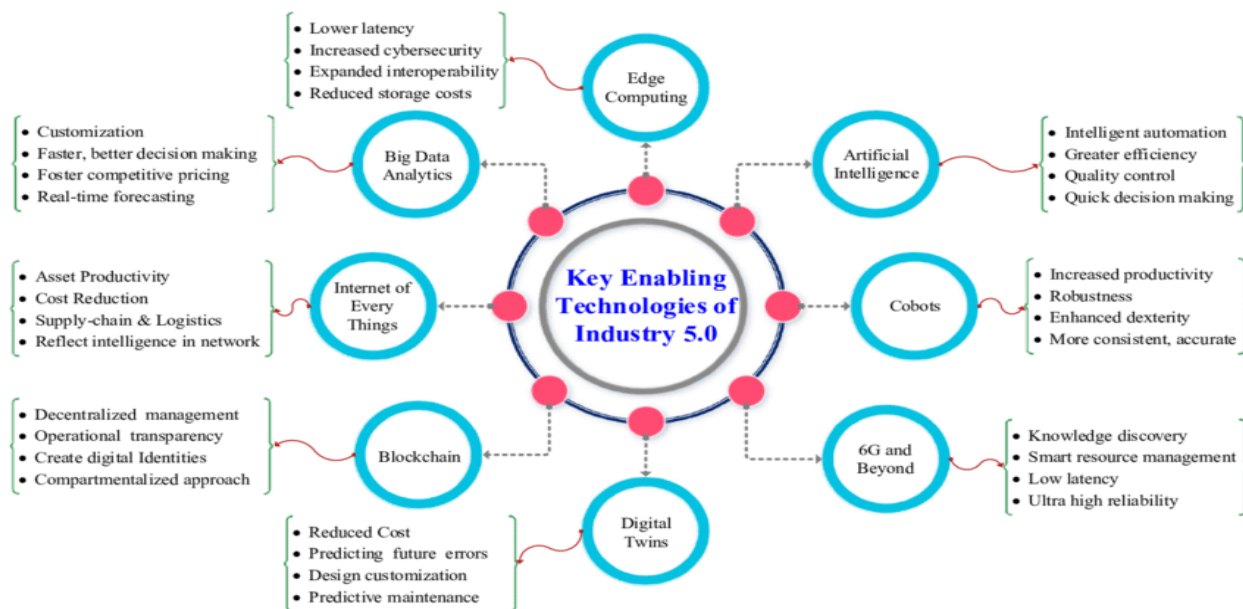 • Lower latency
• Increased cybersecurity
• Expanded interoperability
• Reduced storage costs
Edge
Computing
• Customization
• Faster, better decision making
• Foster competitive pricing
• Real-time forecasting
Big Data
Analytics
Artificial
Intelligence
• Intelligent automation
• Greater efficiency
• Quality control
• Quick decision making
• Asset Productivity
• Cost Reduction
• Supply-chain & Logistics
• Reflect intelligence in network
Internet of
Every
Things
Key Enabling
Technologies of
Industry 5.0
Cobots
• Increased productivity
• Robustness
• Enhanced dexterity
• More consistent, accurate
• Decentralized management
• Operational transparency
• Create digital Identities
• Compartmentalized approach
Blockchain
6G and
Beyond
• Knowledge discovery
• Smart resource management
• Low latency
• Ultra high reliability
• Reduced Cost
• Predicting future errors
• Design customization
• Predictive maintenance
Digital
Twins